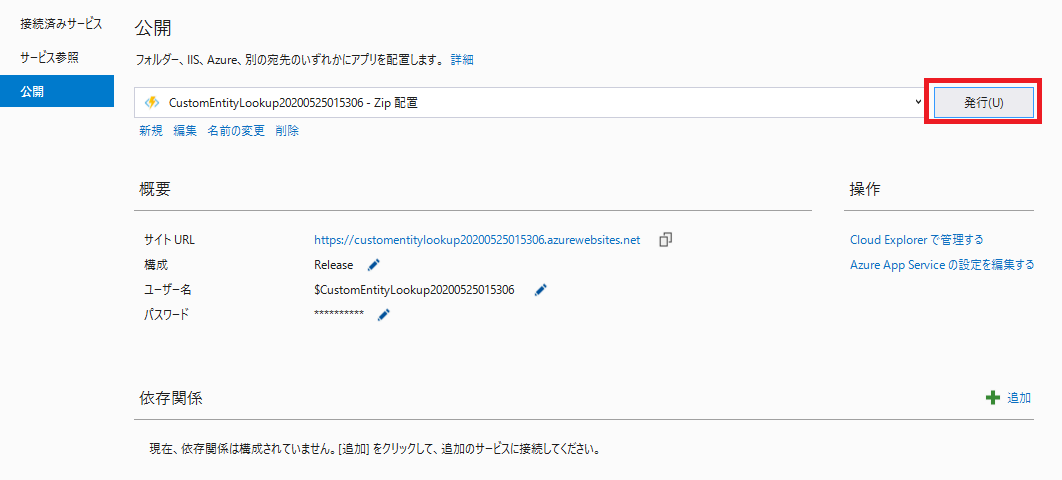 接続済みサービス
サービス参照
公開
公開
フォルダー、IIS、Azure、別の宛先のいずれかにアプリを配置します。 詳細
CustomEntityLookup20200525015306 - Zip 配置
発行(U)
新規 編集 名前の変更 削除
概要
サイト URL https://customentitylookup20200525015306.azurewebsites.net
構成 Release
ユーザー名 $CustomEntityLookup20200525015306
パスワード **********
操作
Cloud Explorer で管理する
Azure App Service の設定を編集する
依存関係
追加
現在、依存関係は構成されていません。[追加] をクリックして、追加のサービスに接続してください。